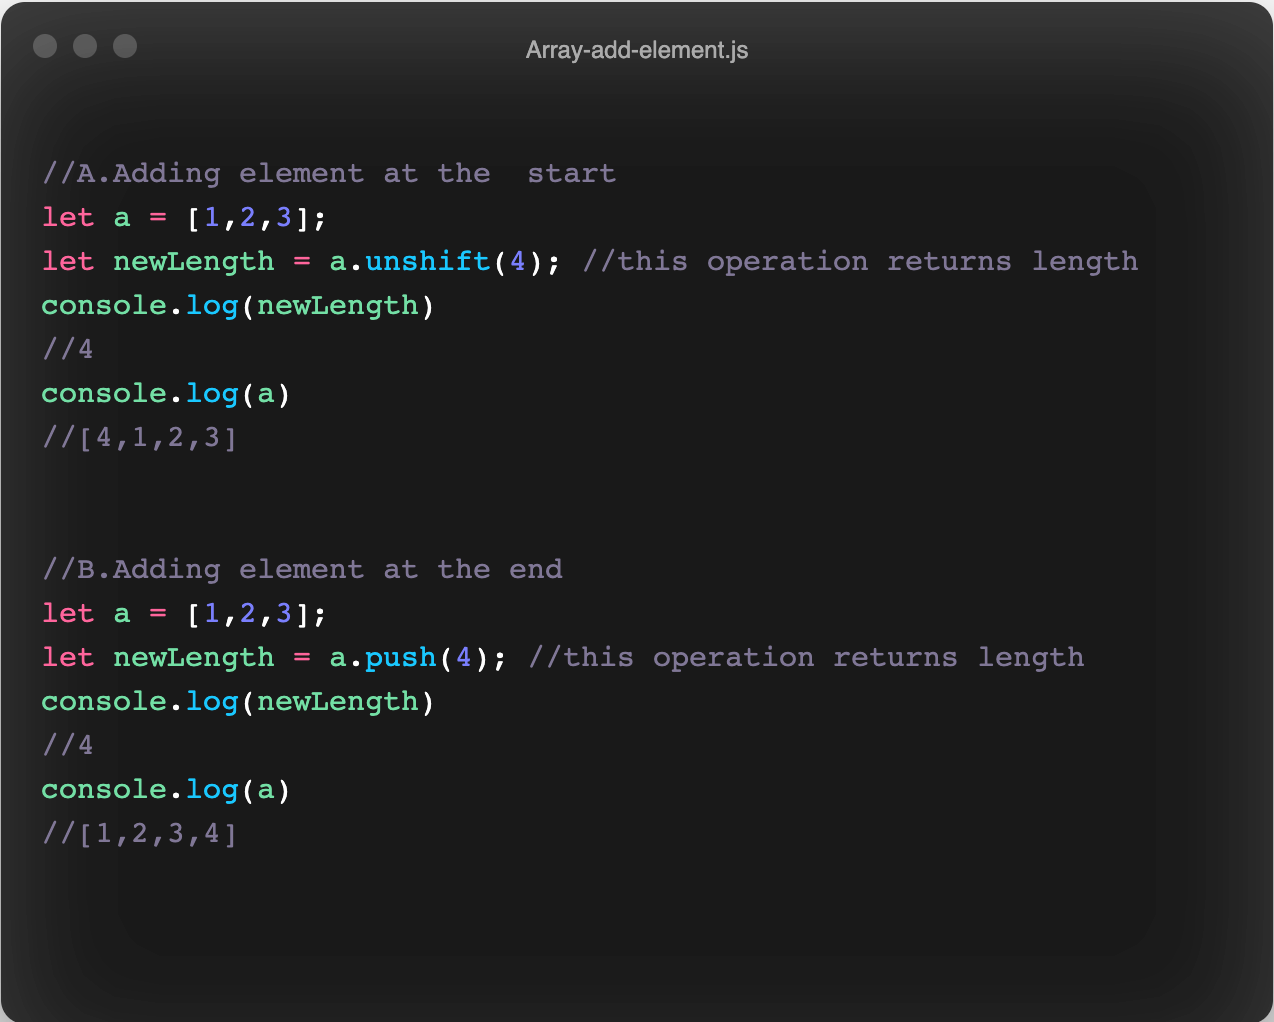 Array-add-element.js
//A.Adding element at the  start
let a = [1,2,3];
let newLength = a.unshift(4); //this operation returns length
console.log(newLength)
//4
console.log(a)
//[4,1,2,3]
//B.Adding element at the end
let a = [1,2,3];
let newLength = a.push(4); //this operation returns length
console.log(newLength)
//4
console.log(a)
//[1,2,3,4]